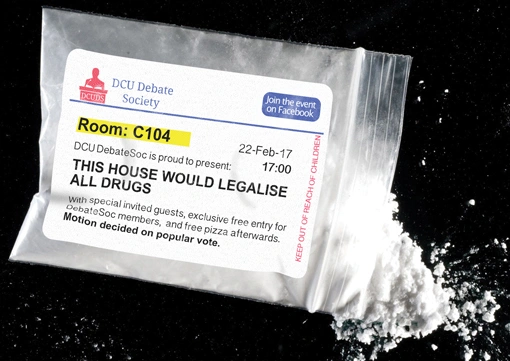 DCUDS
DCU Debate
Society
Join the event
on Facebook
Room: C104
22-Feb-17
DCU DebateSoc is proud to present:
17:00
THIS HOUSE WOULD LEGALISE
ALL DRUGS
With special invited guests, exclusive free entry for
DebateSoc members, and free pizza afterwards.
Motion decided on popular vote.
KEEP OUT OF REACH OF CHILDREN